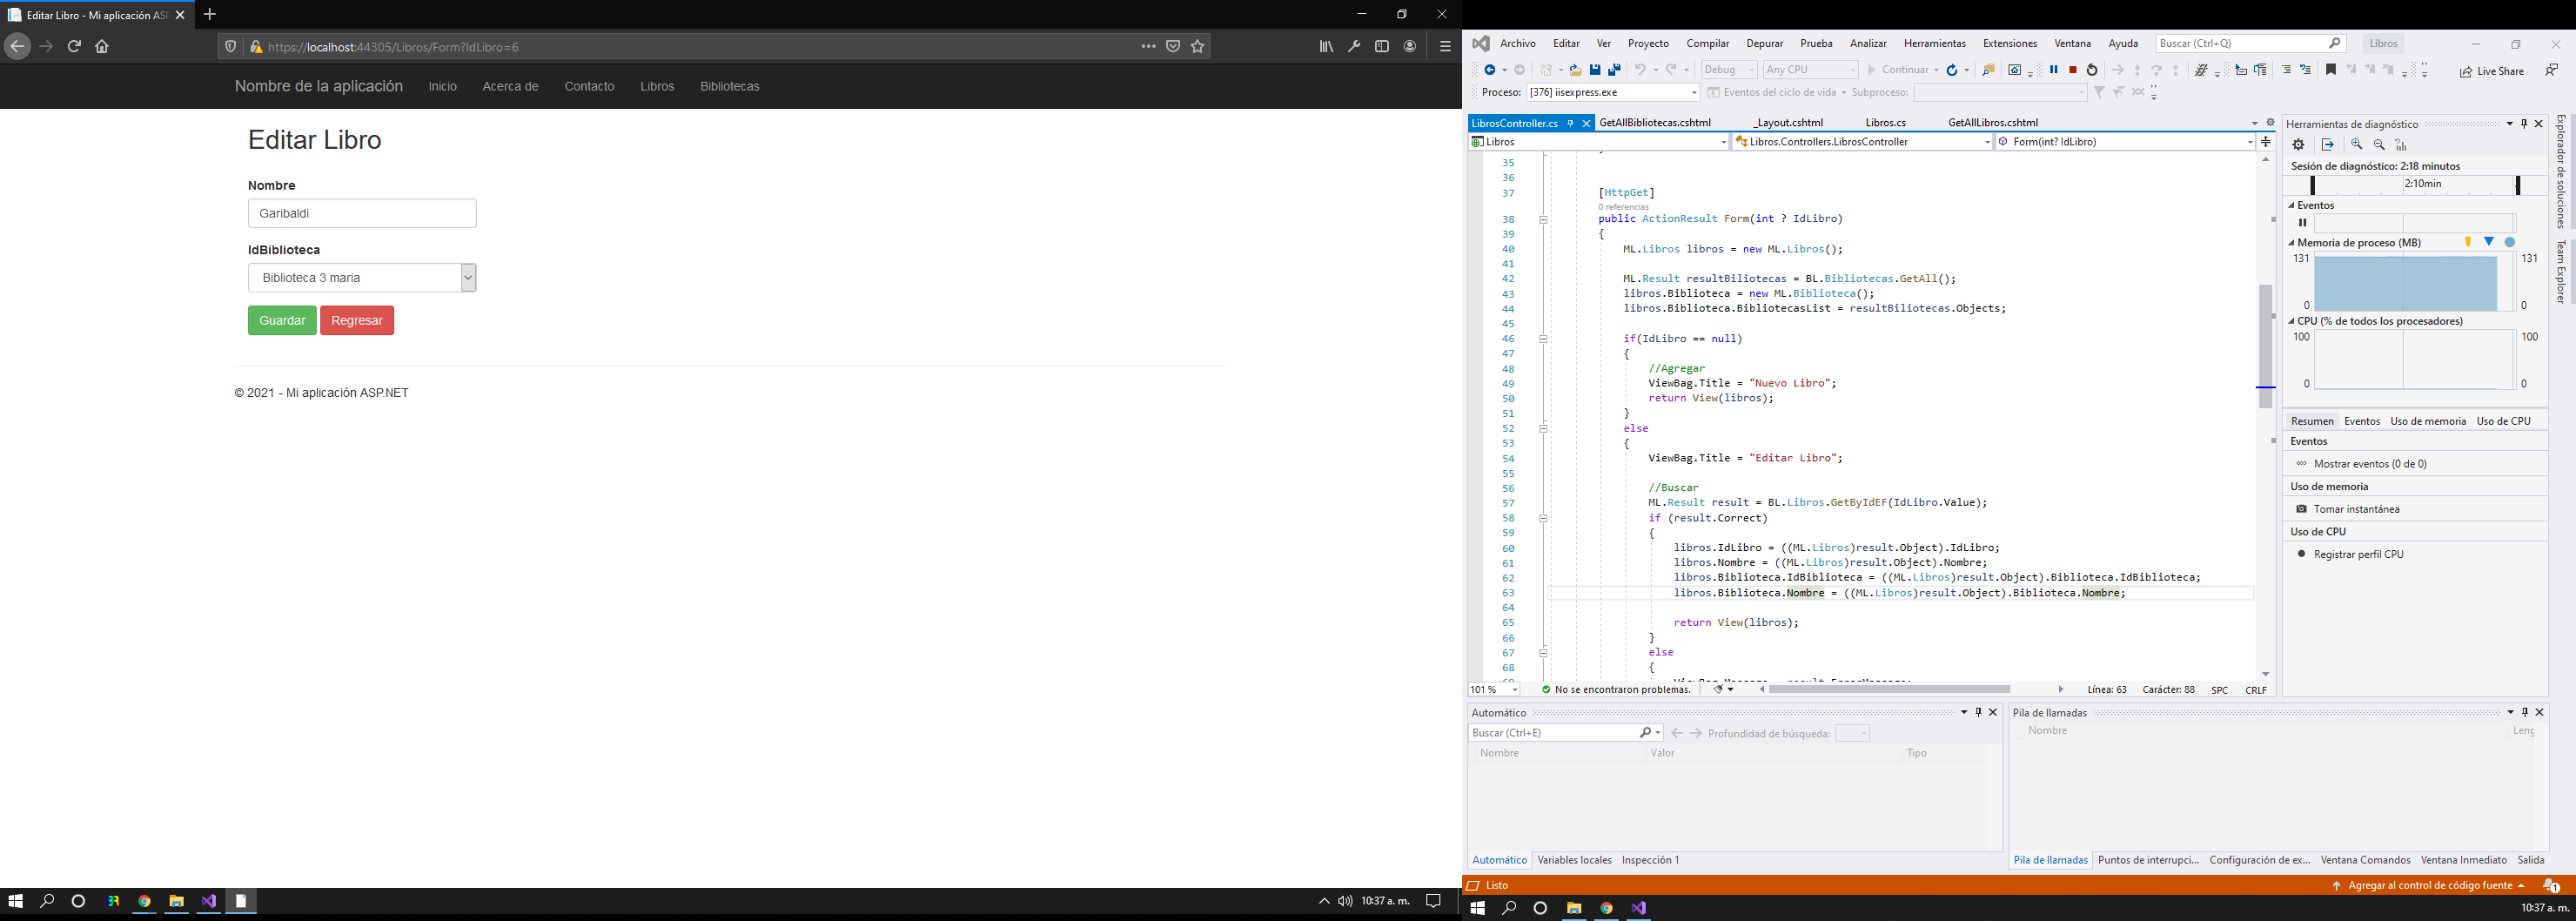 Editar Libro - Mi aplicación ASP
https://localhost:44305/Libros/Form?IdLibro=6
Nombre de la aplicación Inicio Acerca de Contacto Libros Bibliotecas
Editar Libro
Nombre
Garibaldi
IdBiblioteca
Biblioteca 3 maria
Guardar Regresar
© 2021 - Mi aplicación ASP.NET
10:37 a. m.
Archivo Editar Ver Proyecto Compilar Depurar Prueba Analizar Herramientas Extensiones Ventana Ayuda Buscar (Ctrl+Q) Libros
Debug Any CPU Continuar Live Share
Proceso: [376] iisexpress.exe Eventos del ciclo de vida Subproceso:
LibrosController.cs GetAllBibliotecas.cshtml _Layout.cshtml Libros.cs GetAllLibros.cshtml
Libros Libros.Controllers.LibrosController Form(int? IdLibro)
35
36
37 [HttpGet]
0 referencias
38 public ActionResult Form(int ? IdLibro)
39 {
40 ML.Libros libros = new ML.Libros();
41
42 ML.Result resultBiliotecas = BL.Bibliotecas.GetAll();
43 libros.Biblioteca = new ML.Biblioteca();
44 libros.Biblioteca.BibliotecasList = resultBiliotecas.Objects;
45
46 if(IdLibro == null)
47 {
48 //Agregar
49 ViewBag.Title = "Nuevo Libro";
50 return View(libros);
51 }
52 else
53 {
54 ViewBag.Title = "Editar Libro";
55
56 //Buscar
57 ML.Result result = BL.Libros.GetByIdEF(IdLibro.Value);
58 if (result.Correct)
59 {
60 libros.IdLibro = ((ML.Libros)result.Object).IdLibro;
61 libros.Nombre = ((ML.Libros)result.Object).Nombre;
62 libros.Biblioteca.IdBiblioteca = ((ML.Libros)result.Object).Biblioteca.IdBiblioteca;
63 libros.Biblioteca.Nombre = ((ML.Libros)result.Object).Biblioteca.Nombre;
64
65 return View(libros);
66 }
67 else
68 {
101 % No se encontraron problemas. Línea: 63 Carácter: 88 SPC CRLF
Herramientas de diagnóstico
Sesión de diagnóstico: 2:18 minutos
2:10min
Eventos
Memoria de proceso (MB)
131 131
0 0
CPU (% de todos los procesadores)
100 100
0 0
Resumen Eventos Uso de memoria Uso de CPU
Eventos
Mostrar eventos (0 de 0)
Uso de memoria
Tomar instantánea
Uso de CPU
Registrar perfil CPU
Explorador de soluciones
Team Explorer
Automático
Buscar (Ctrl+E) Profundidad de búsqueda:
Nombre Valor Tipo
Automático Variables locales Inspección 1
Pila de llamadas
Nombre Leng
Pila de llamadas Puntos de interrupci... Configuración de ex... Ventana Comandos Ventana Inmediato Salida
Listo Agregar al control de código fuente 1
10:37 a. m.